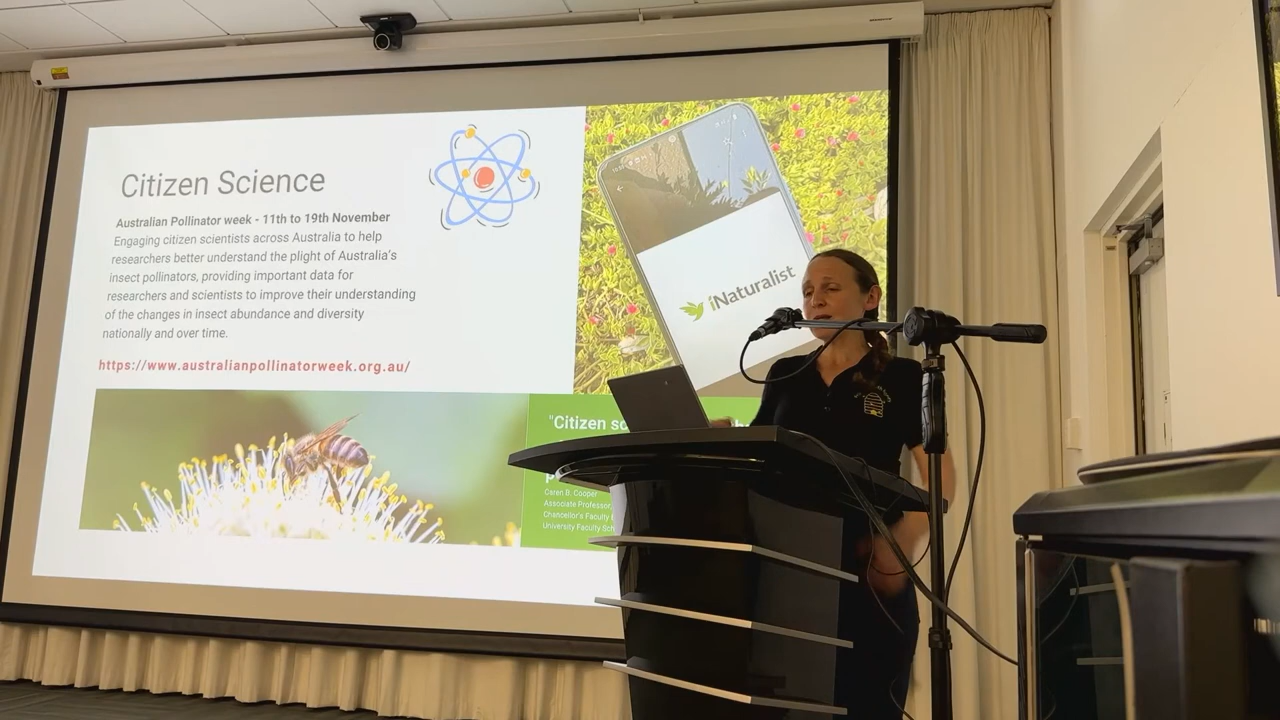 Citizen Science
Australian Pollinator week - 11th to 19th November
Engaging citizen scientists across Australia to help
researchers better understand the plight of Australia's
insect pollinators, providing important data for
researchers and scientists to improve their understanding
of the changes in insect abundance and diversity
nationally and over time.
https://www.australianpollinatorweek.org.au/
iNaturalist
"Citizen
Caren B. Cooper
Associate Professor,
Chancellor's Faculty
University Faculty